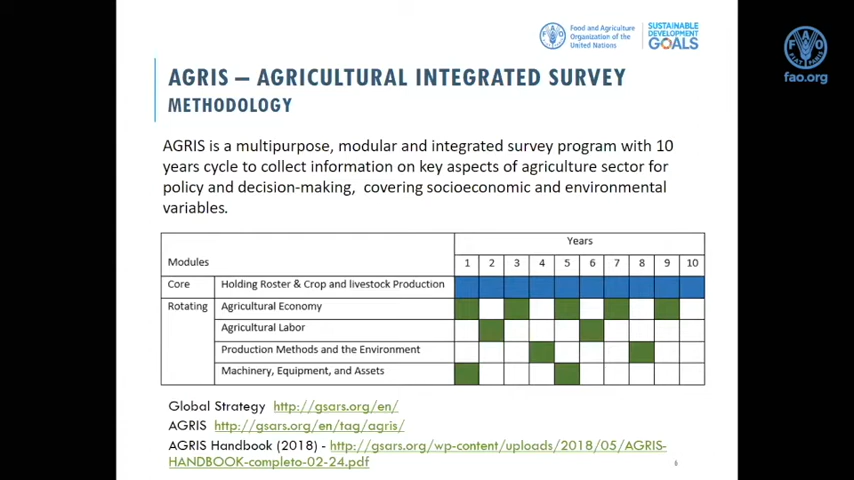 Food and Agriculture
Organization of the
United Nations
SUSTAINABLE
DEVELOPMENT
GOALS
FAO
FIAT PANIS
fao.org
AGRIS – AGRICULTURAL INTEGRATED SURVEY
METHODOLOGY
AGRIS is a multipurpose, modular and integrated survey program with 10
years cycle to collect information on key aspects of agriculture sector for
policy and decision-making, covering socioeconomic and environmental
variables.
Years
Modules
1 2 3 4 5 6 7 8 9 10
Core Holding Roster & Crop and livestock Production
Rotating Agricultural Economy
Agricultural Labor
Production Methods and the Environment
Machinery, Equipment, and Assets
Global Strategy http://gsars.org/en/
AGRIS http://gsars.org/en/tag/agris/
AGRIS Handbook (2018) - http://gsars.org/wp-content/uploads/2018/05/AGRIS-
HANDBOOK-completo-02-24.pdf
6